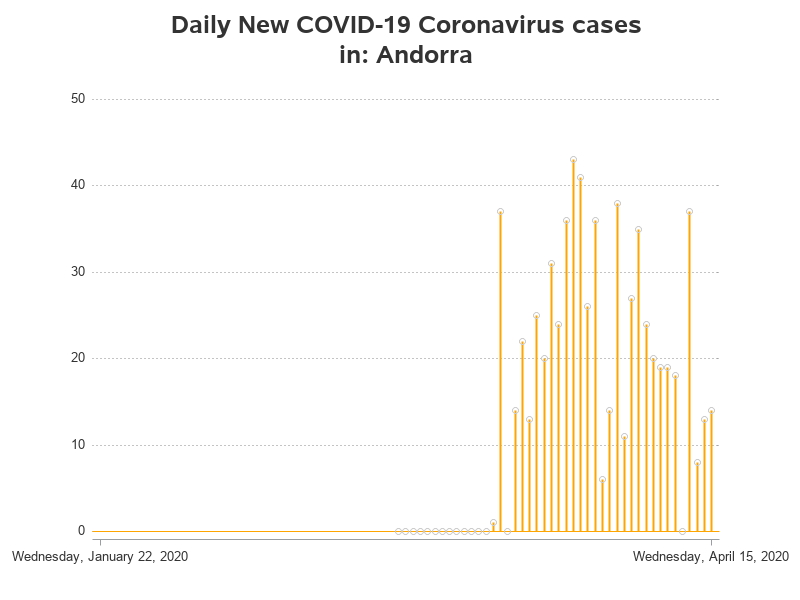 Daily New COVID-19 Coronavirus cases
in: Andorra
50
40
30
20
10
0
Wednesday, January 22, 2020 Wednesday, April 15, 2020